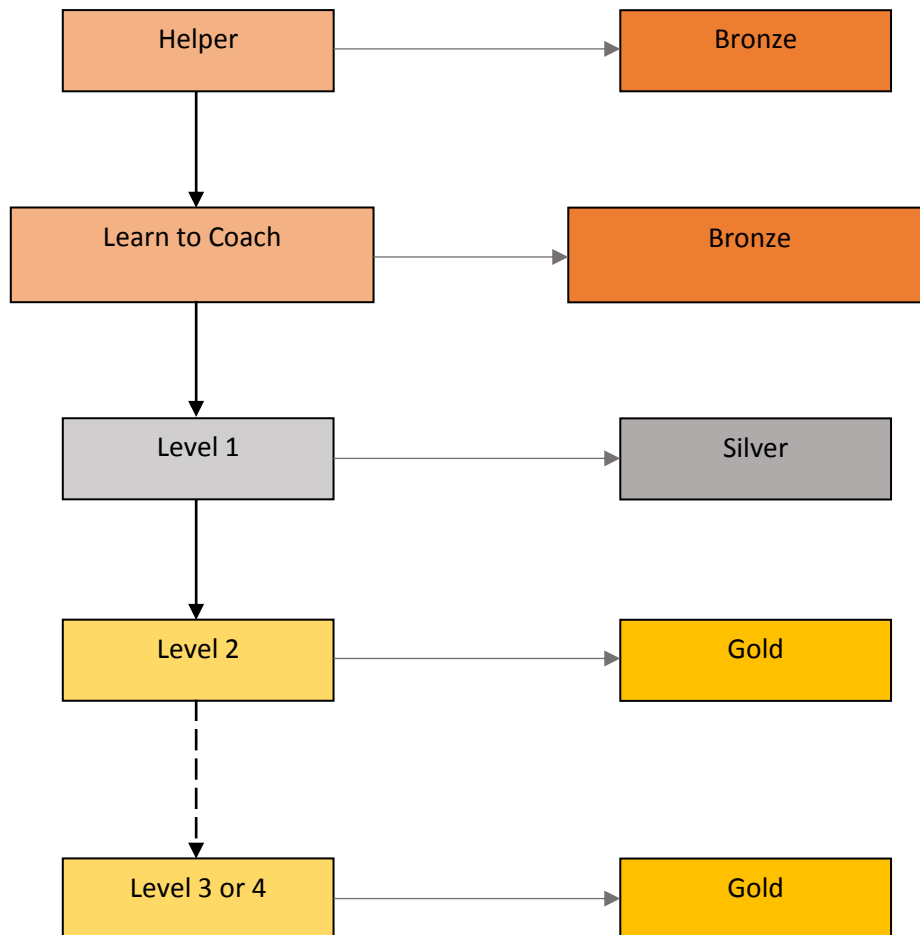 Helper
Bronze
Learn to Coach
Bronze
Level 1
Silver
Level 2
Gold
Level 3 or 4
Gold